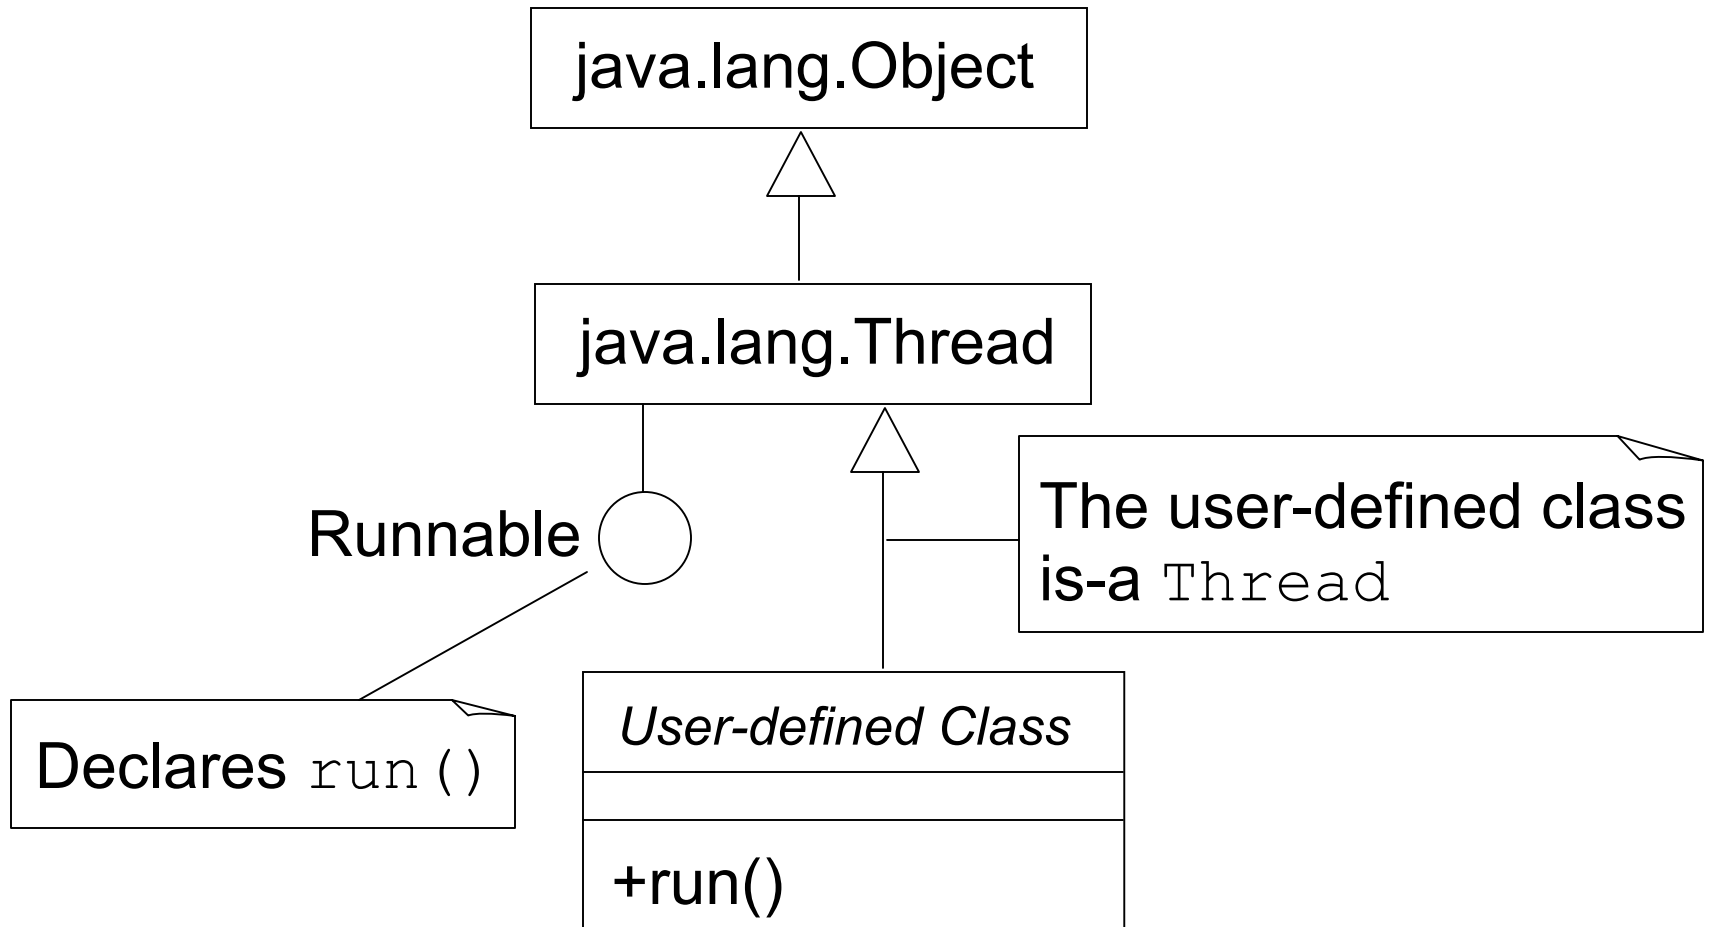 java.lang.Object
java.lang.Thread
Runnable
The user-defined class
is-a Thread
Declares run()
User-defined Class
+run()